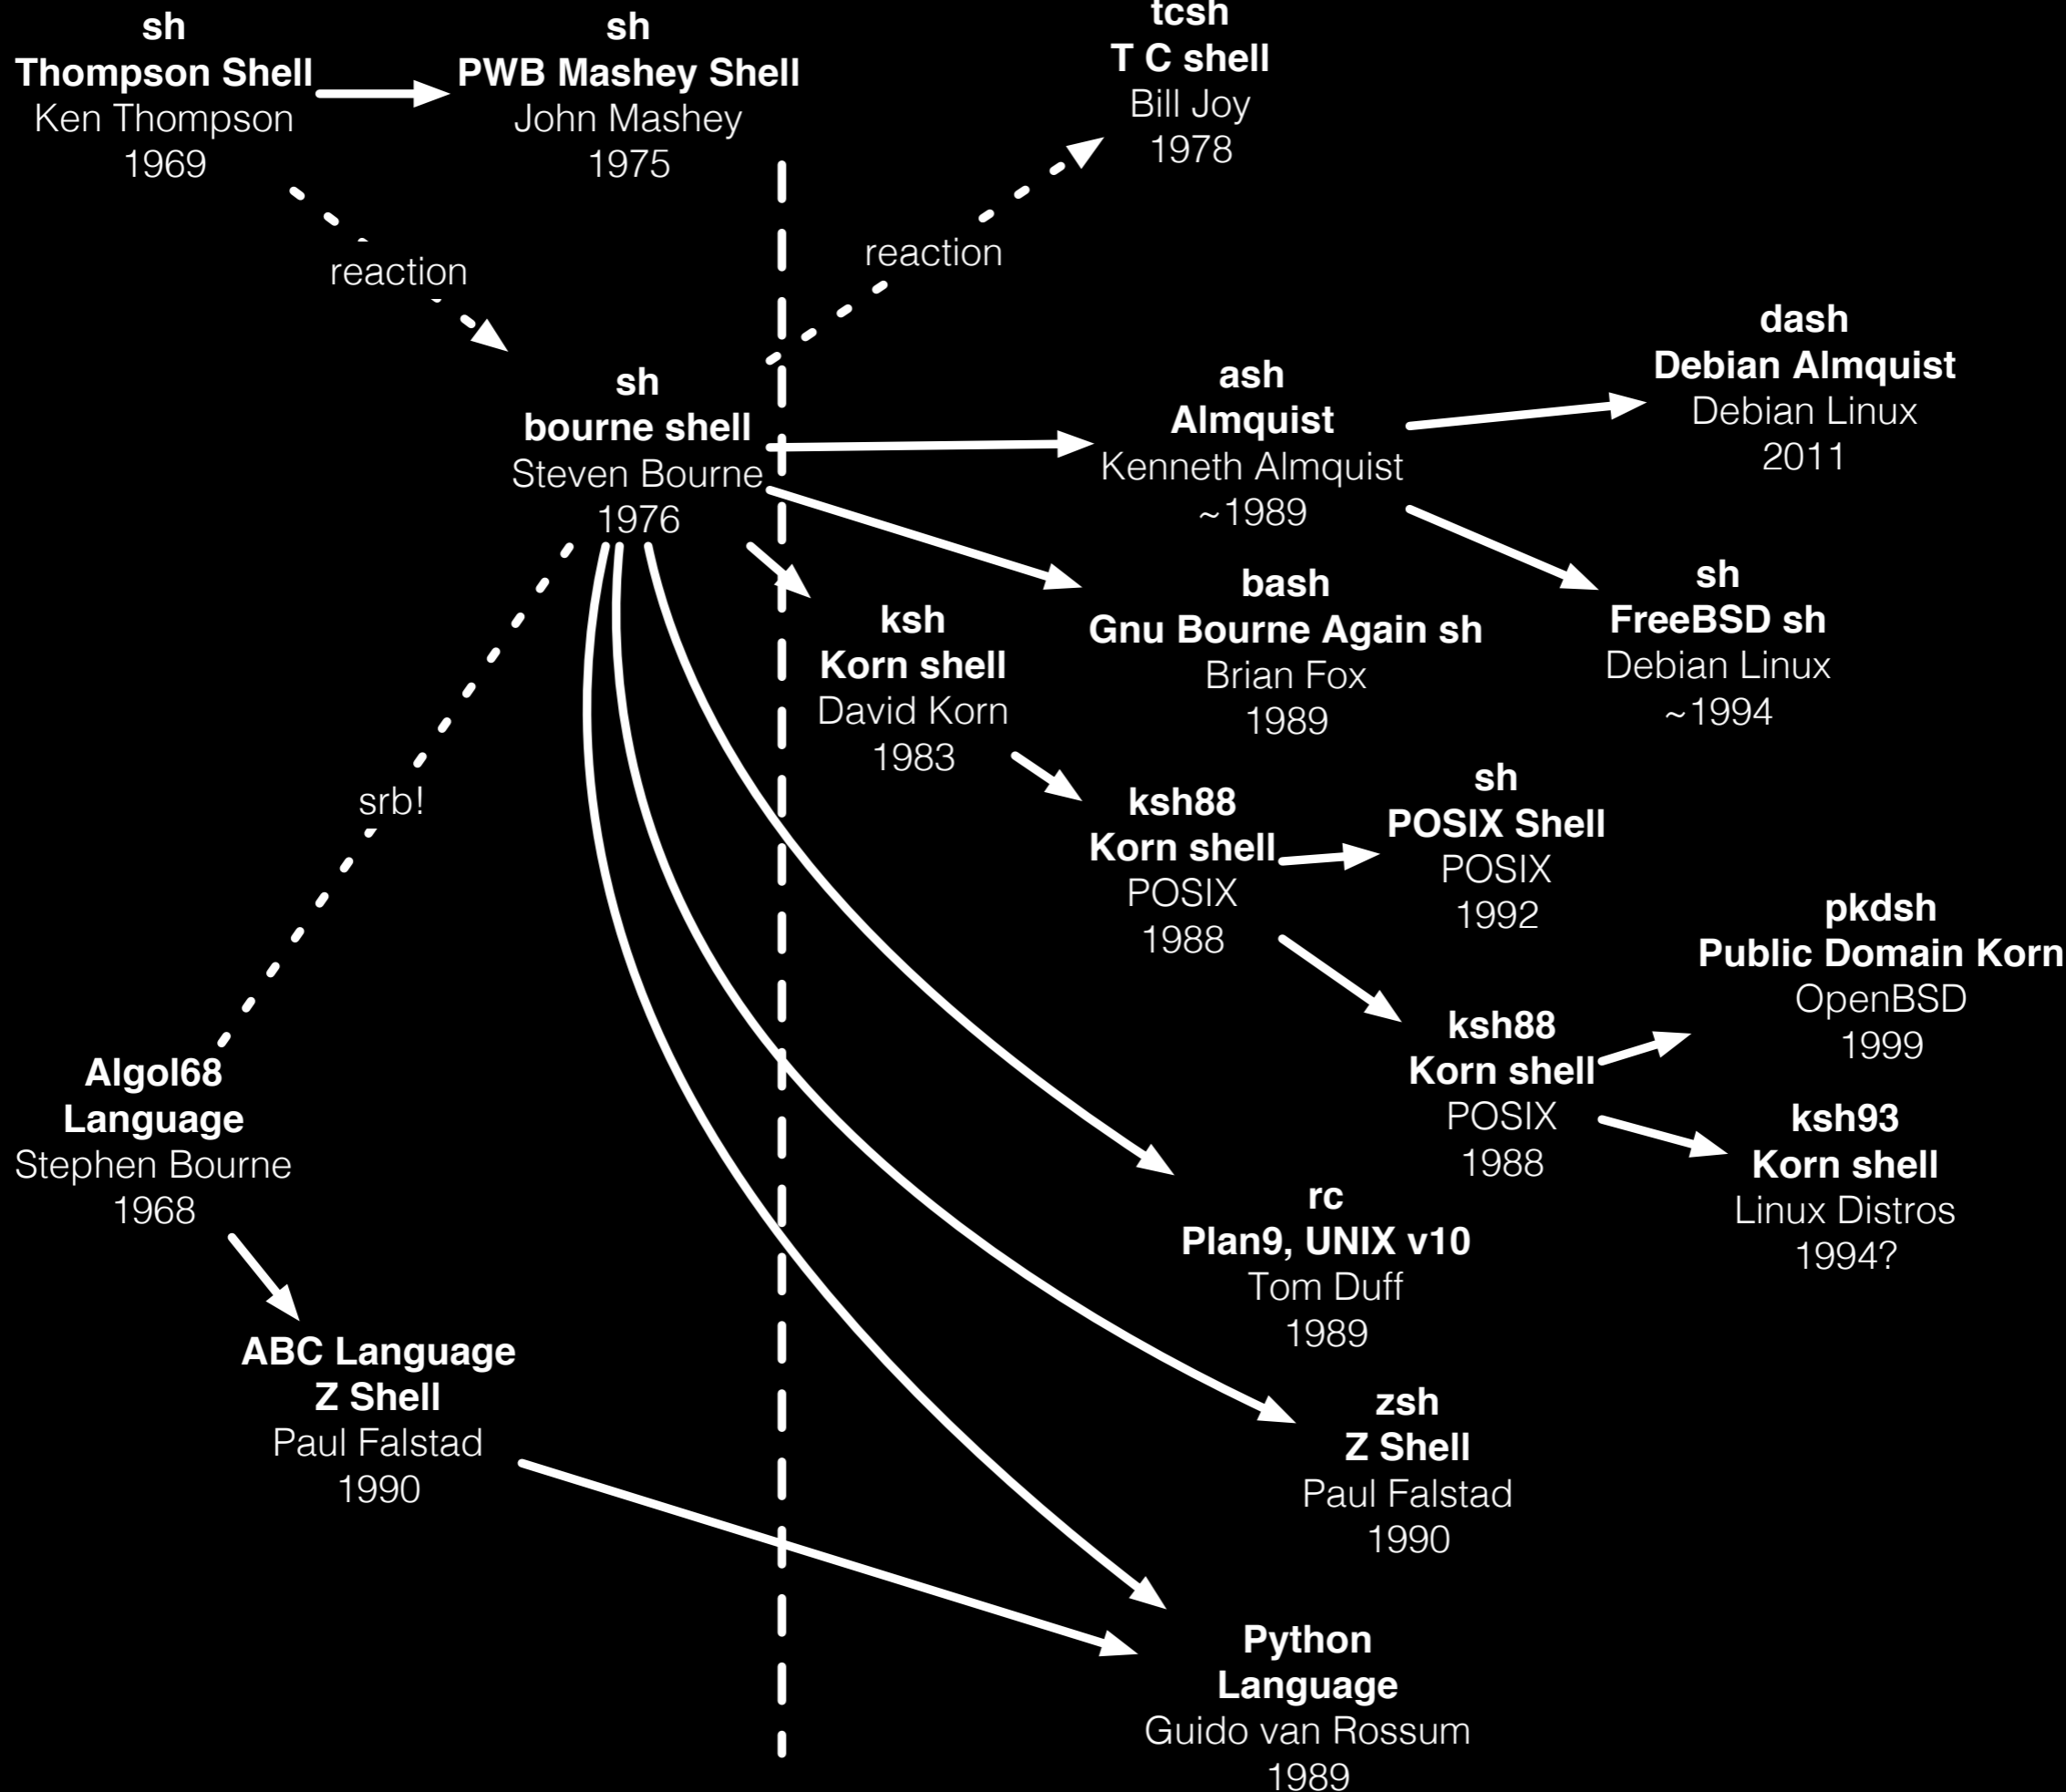 sh
Thompson Shell
Ken Thompson
1969
sh
PWB Mashey Shell
John Mashey
1975
tcsh
T C shell
Bill Joy
1978
reaction
reaction
sh
bourne shell
Steven Bourne
1976
ash
Almquist
Kenneth Almquist
~1989
dash
Debian Almquist
Debian Linux
2011
bash
Gnu Bourne Again sh
Brian Fox
1989
sh
FreeBSD sh
Debian Linux
~1994
ksh
Korn shell
David Korn
1983
srb!
ksh88
Korn shell
POSIX
1988
sh
POSIX Shell
POSIX
1992
pkdsh
Public Domain Korn
OpenBSD
1999
ksh88
Korn shell
POSIX
1988
ksh93
Korn shell
Linux Distros
1994?
Algol68
Language
Stephen Bourne
1968
rc
Plan9, UNIX v10
Tom Duff
1989
ABC Language
Z Shell
Paul Falstad
1990
zsh
Z Shell
Paul Falstad
1990
Python
Language
Guido van Rossum
1989